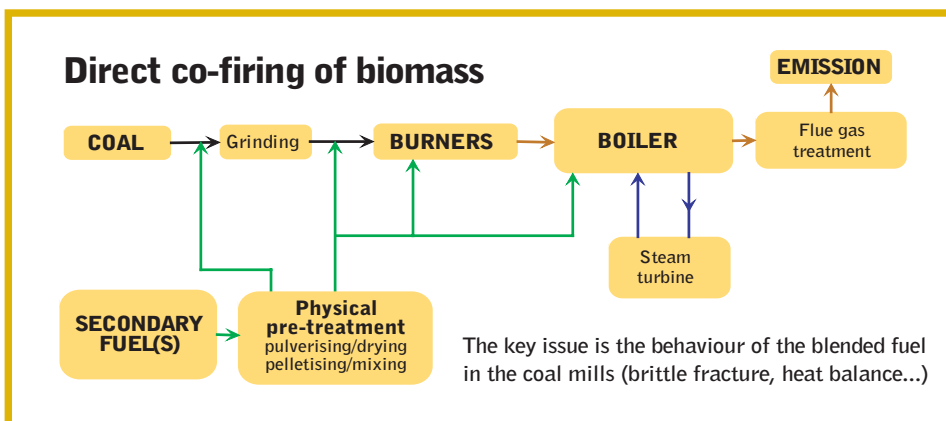 Direct co-firing of biomass
EMISSION
COAL
Grinding
BURNERS
BOILER
Flue gas
treatment
Steam
turbine
SECONDARY
FUEL(S)
Physical
pre-treatment
pulverising/drying
pelletising/mixing
The key issue is the behaviour of the blended fuel
in the coal mills (brittle fracture, heat balance...)